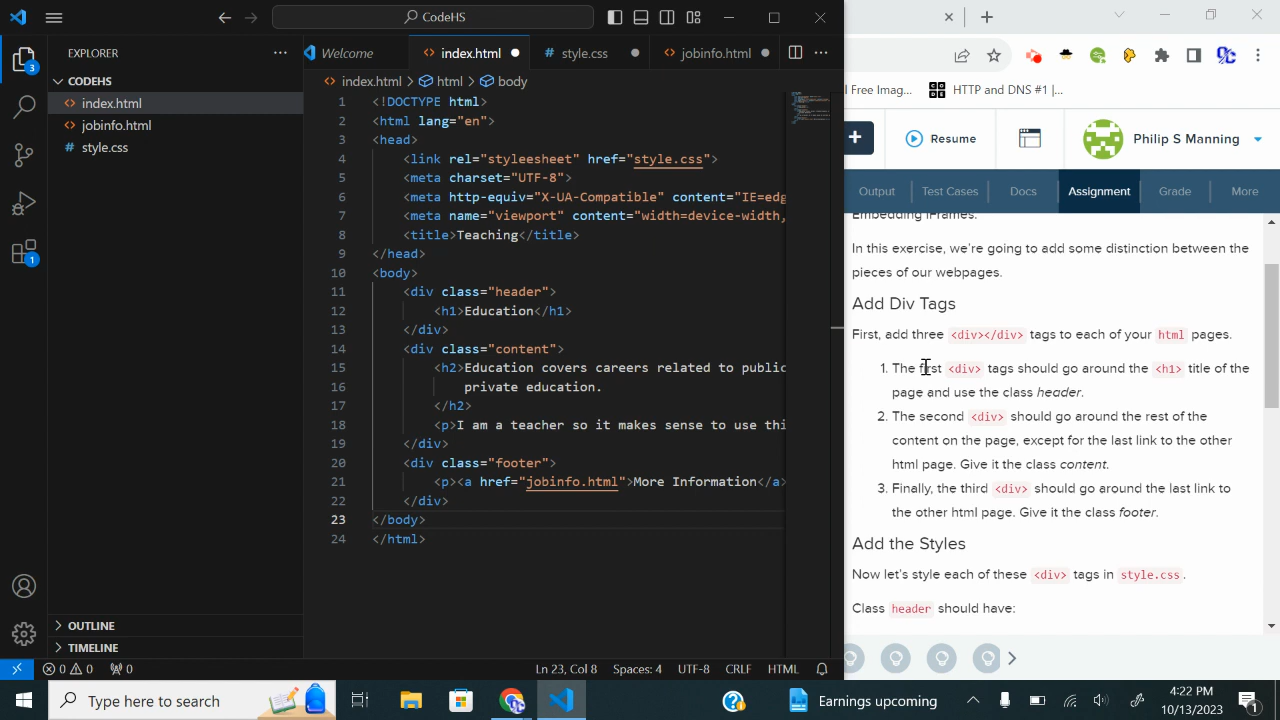 CodeHS
EXPLORER
CODEHS
index.html
jobinfo.html
style.css
OUTLINE
TIMELINE
3
1
Welcome
index.html
style.css
jobinfo.html
index.html > html > body
1 <!DOCTYPE html>
2 <html lang="en">
3 <head>
4 <link rel="stylesheet" href="style.css">
5 <meta charset="UTF-8">
6 <meta http-equiv="X-UA-Compatible" content="IE=edg
7 <meta name="viewport" content="width=device-width,
8 <title>Teaching</title>
9 </head>
10 <body>
11 <div class="header">
12 <h1>Education</h1>
13 </div>
14 <div class="content">
15 <h2>Education covers careers related to public
16 private education.
17 </h2>
18 <p>I am a teacher so it makes sense to use thi
19 </div>
20 <div class="footer">
21 <p><a href="jobinfo.html">More Information</a>
22 </div>
23 </body>
24 </html>
0 0 0
Ln 23, Col 8 Spaces: 4 UTF-8 CRLF HTML
l Free Imag... HTTP and DNS #1 |...
Resume
Philip S Manning
Output Test Cases Docs Assignment Grade More
Embedding iFrames.
In this exercise, we're going to add some distinction between the
pieces of our webpages.
Add Div Tags
First, add three <div></div> tags to each of your html pages.
1. The first <div> tags should go around the <h1> title of the
page and use the class header.
2. The second <div> should go around the rest of the
content on the page, except for the last link to the other
html page. Give it the class content.
3. Finally, the third <div> should go around the last link to
the other html page. Give it the class footer.
Add the Styles
Now let's style each of these <div> tags in style.css.
Class header should have:
Type here to search
Earnings upcoming
4:22 PM
10/13/2023
1